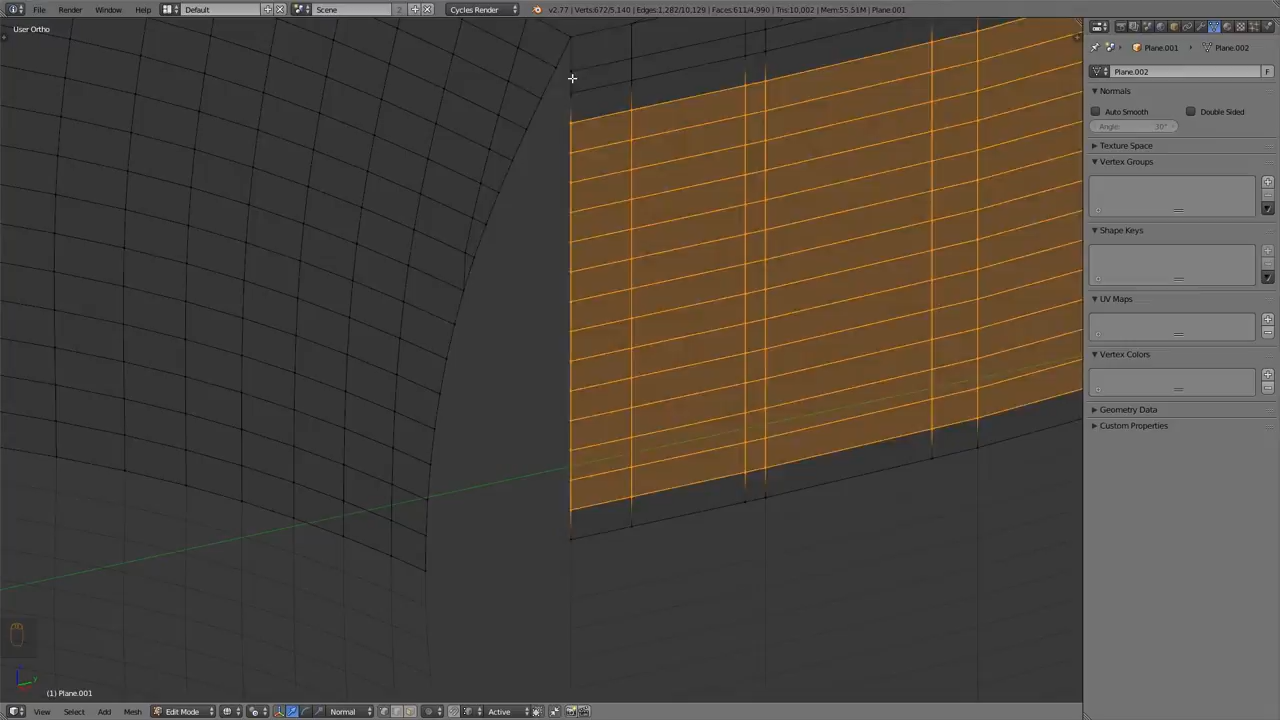 File Render Window Help Default Scene 2 Cycles Render v2.77 | Verts:672/5,140 | Edges:1,282/10,129 | Faces:611/4,990 | Tris:10,002 | Mem:55.51M | Plane.001
User Ortho
Plane.001 Plane.002
Plane.002 F
Normals
Auto Smooth Double Sided
Angle: 30°
Texture Space
Vertex Groups
Shape Keys
UV Maps
Vertex Colors
Geometry Data
Custom Properties
(1) Plane.001
View Select Add Mesh Edit Mode Normal Active